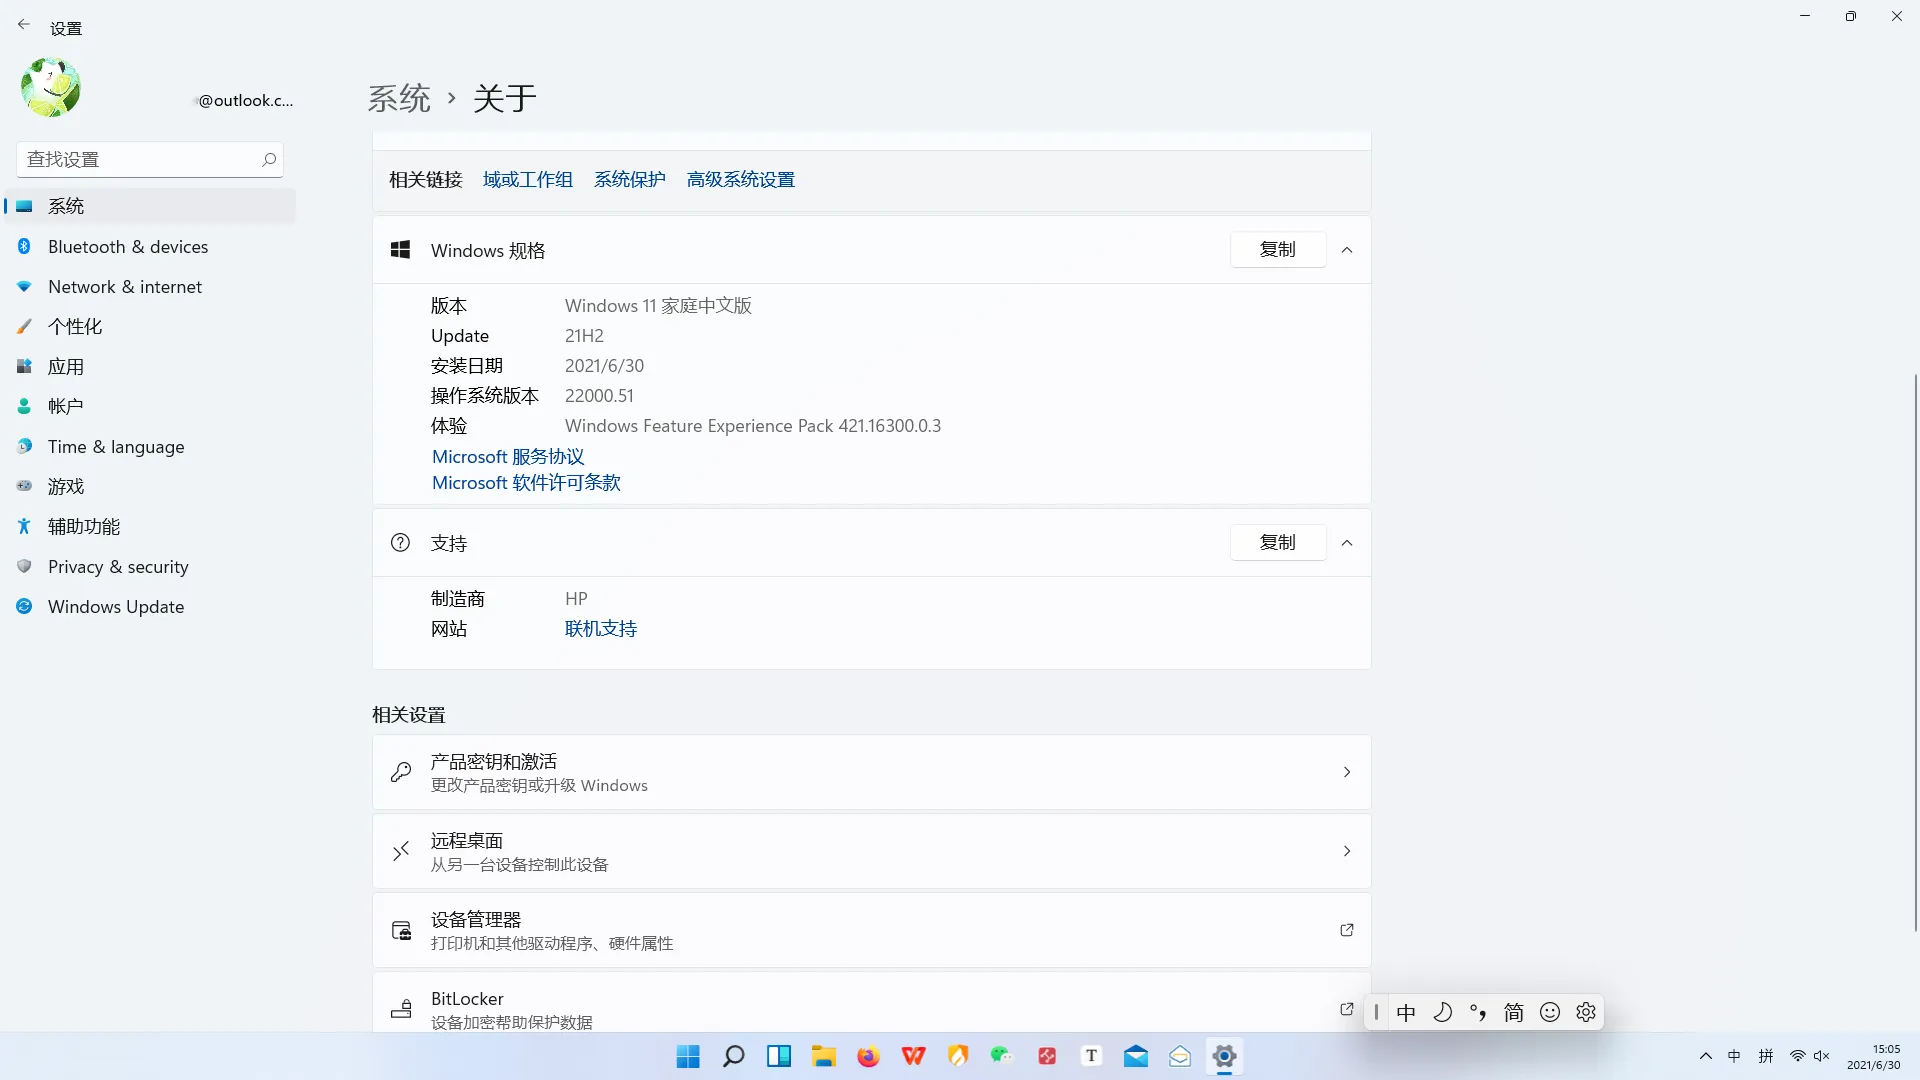 设置
@outlook.c...
系统 › 关于
查找设置
系统
Bluetooth & devices
Network & internet
个性化
应用
帐户
Time & language
游戏
辅助功能
Privacy & security
Windows Update
相关链接 域或工作组 系统保护 高级系统设置
Windows 规格 复制
版本 Windows 11 家庭中文版
Update 21H2
安装日期 2021/6/30
操作系统版本 22000.51
体验 Windows Feature Experience Pack 421.16300.0.3
Microsoft 服务协议
Microsoft 软件许可条款
支持 复制
制造商 HP
网站 联机支持
相关设置
产品密钥和激活
更改产品密钥或升级 Windows
远程桌面
从另一台设备控制此设备
设备管理器
打印机和其他驱动程序、硬件属性
BitLocker
设备加密帮助保护数据
中 °, 简
T
中 拼 15:05
2021/6/30